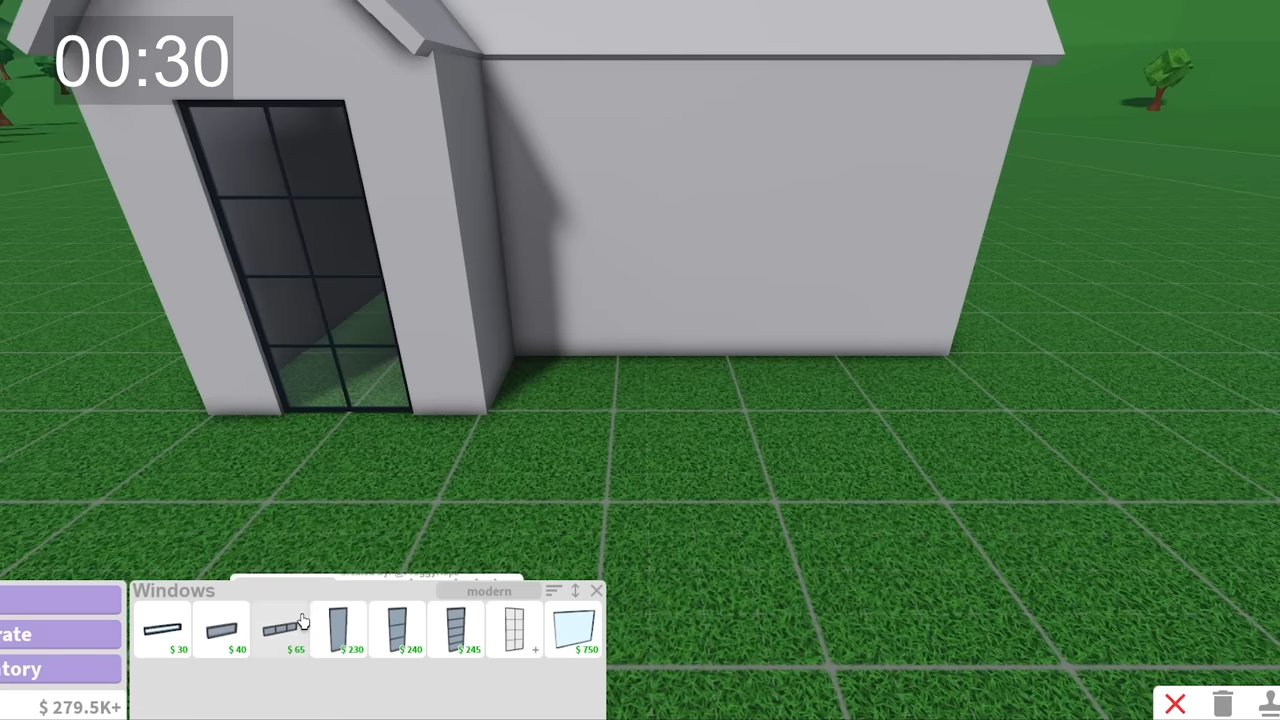 00:30
Windows
modern
$ 30
$ 40
$ 65
$ 230
$ 240
$ 245
+
$ 750
rate
tory
$ 279.5K+